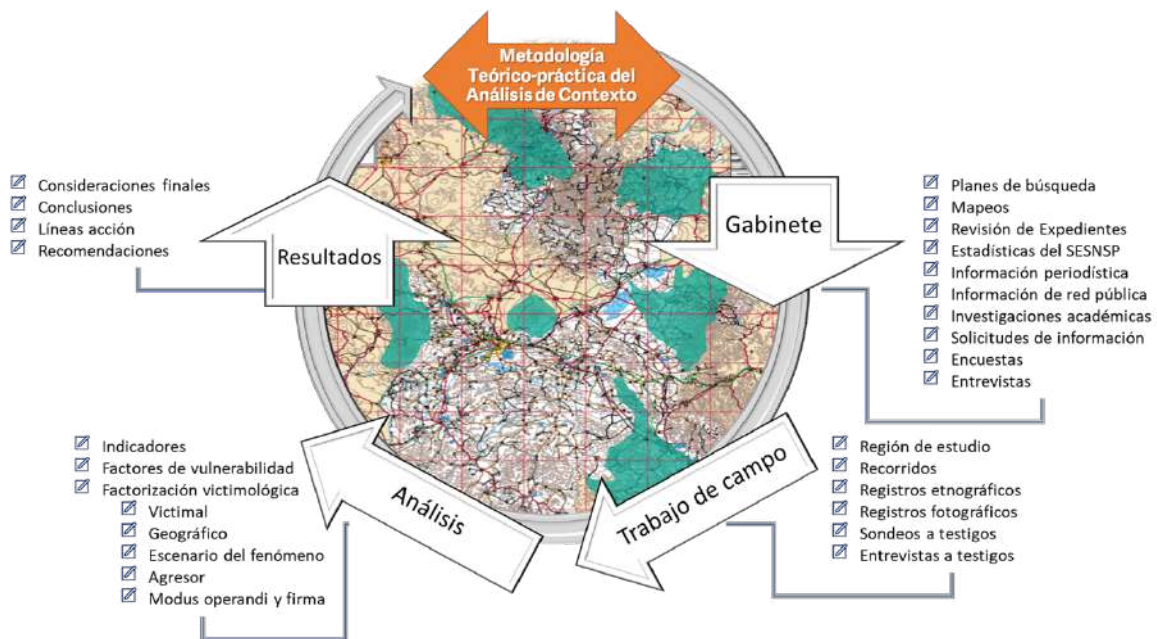 Metodología
Teórico-práctica del
Análisis de Contexto
Gabinete
Planes de búsqueda
Mapeos
Revisión de Expedientes
Estadísticas del SESNSP
Información periodística
Información de red pública
Investigaciones académicas
Solicitudes de información
Encuestas
Entrevistas
Trabajo de campo
Región de estudio
Recorridos
Registros etnográficos
Registros fotográficos
Sondeos a testigos
Entrevistas a testigos
Análisis
Indicadores
Factores de vulnerabilidad
Factorización victimológica
Victimal
Geográfico
Escenario del fenómeno
Agresor
Modus operandi y firma
Resultados
Consideraciones finales
Conclusiones
Líneas acción
Recomendaciones